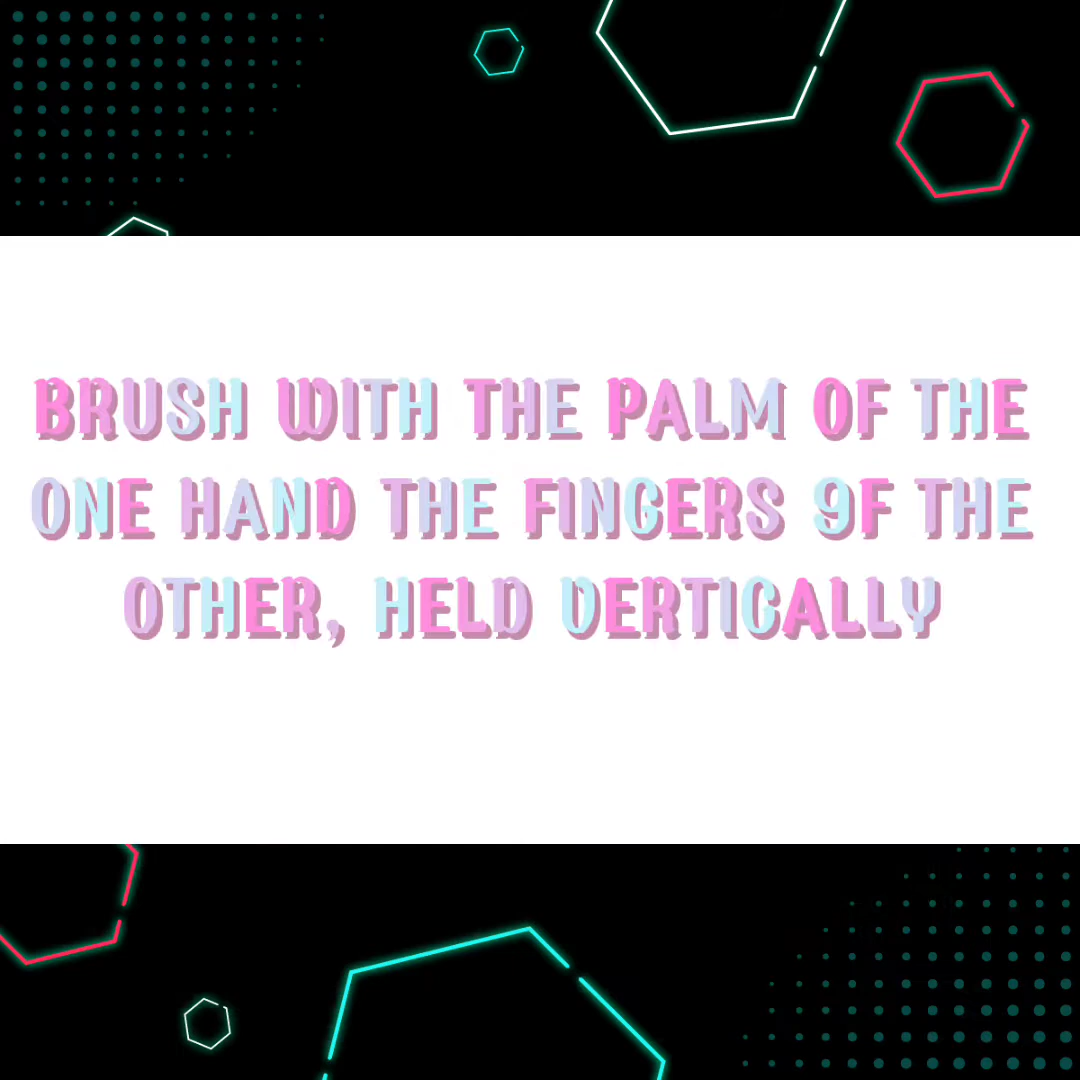 BRUSH WITH THE PALM OF THE
ONE HAND THE FINGERS 9F THE
OTHER, HELD VERTICALLY